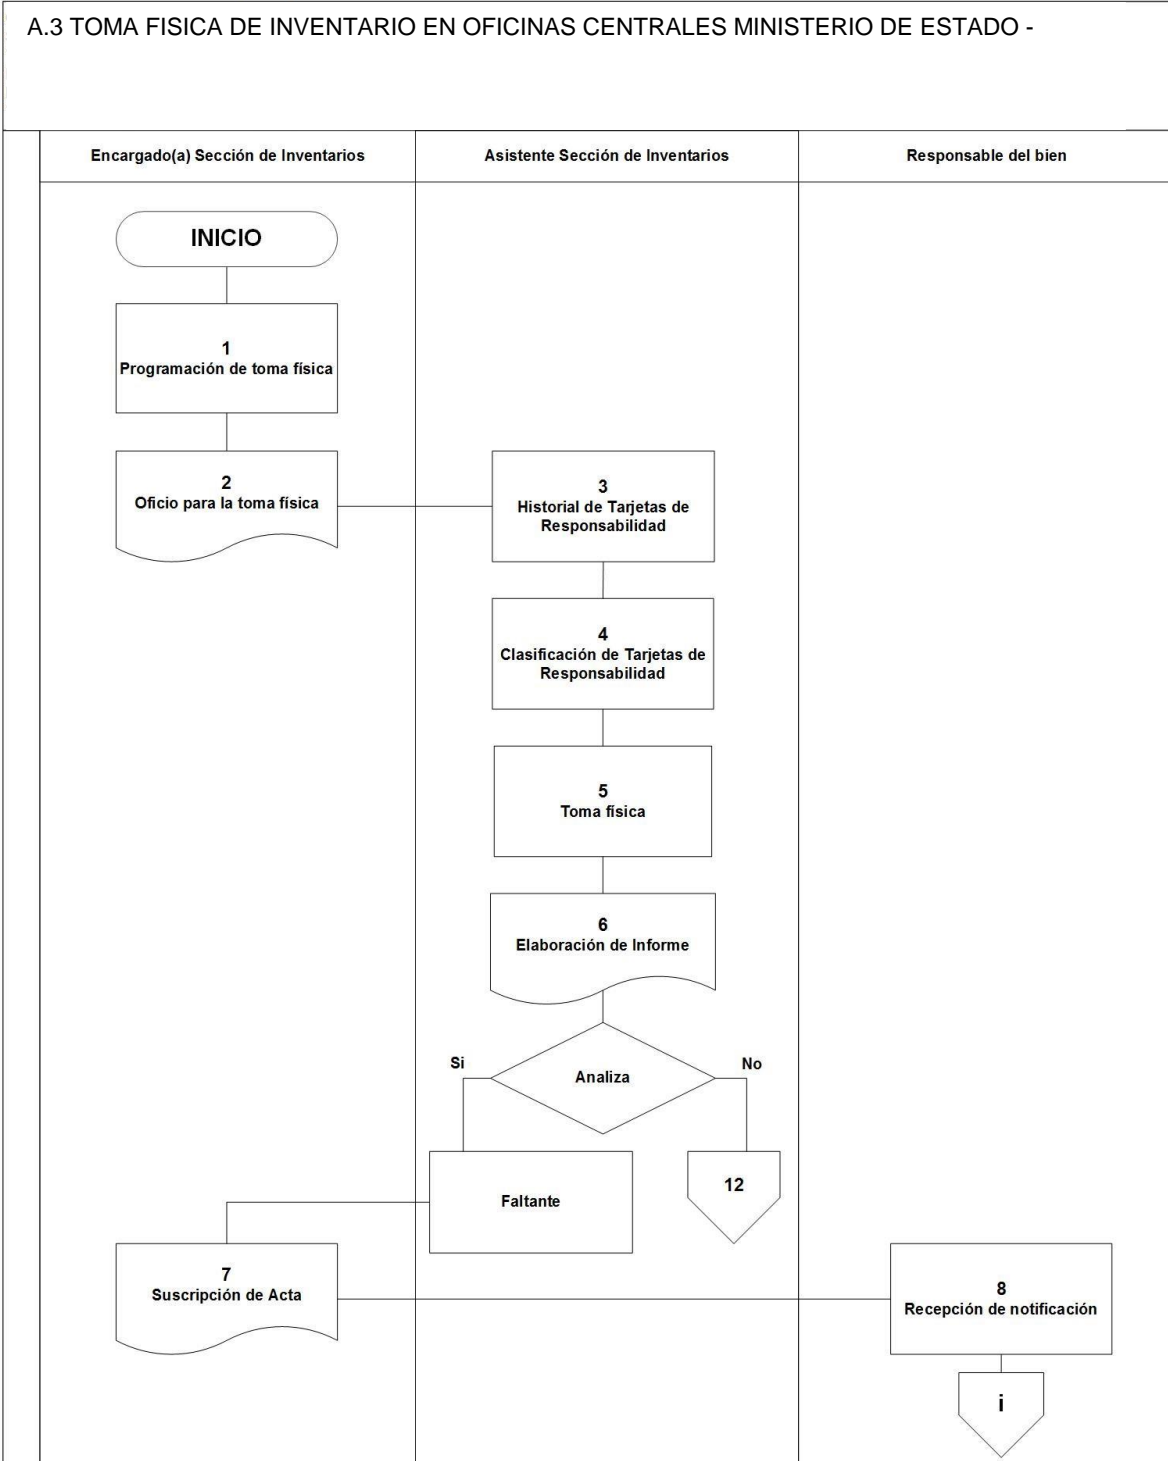 A.3 TOMA FISICA DE INVENTARIO EN OFICINAS CENTRALES MINISTERIO DE ESTADO -
Encargado(a) Sección de Inventarios
Asistente Sección de Inventarios
Responsable del bien
INICIO
1
Programación de toma física
2
Oficio para la toma física
3
Historial de Tarjetas de
Responsabilidad
4
Clasificación de Tarjetas de
Responsabilidad
5
Toma física
6
Elaboración de Informe
Si
Analiza
No
Faltante
12
7
Suscripción de Acta
8
Recepción de notificación
i